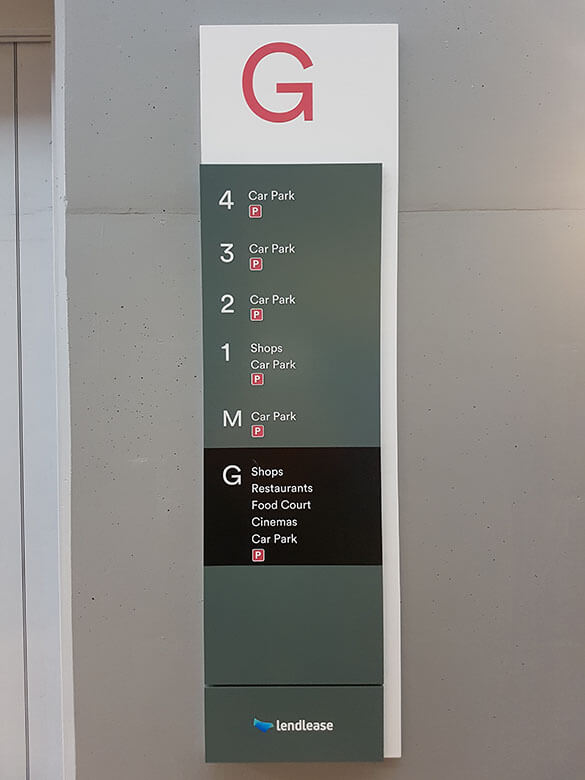 G
4 Car Park
P
3 Car Park
P
2 Car Park
P
1 Shops
Car Park
P
M Car Park
P
G Shops
Restaurants
Food Court
Cinemas
Car Park
P
lendlease